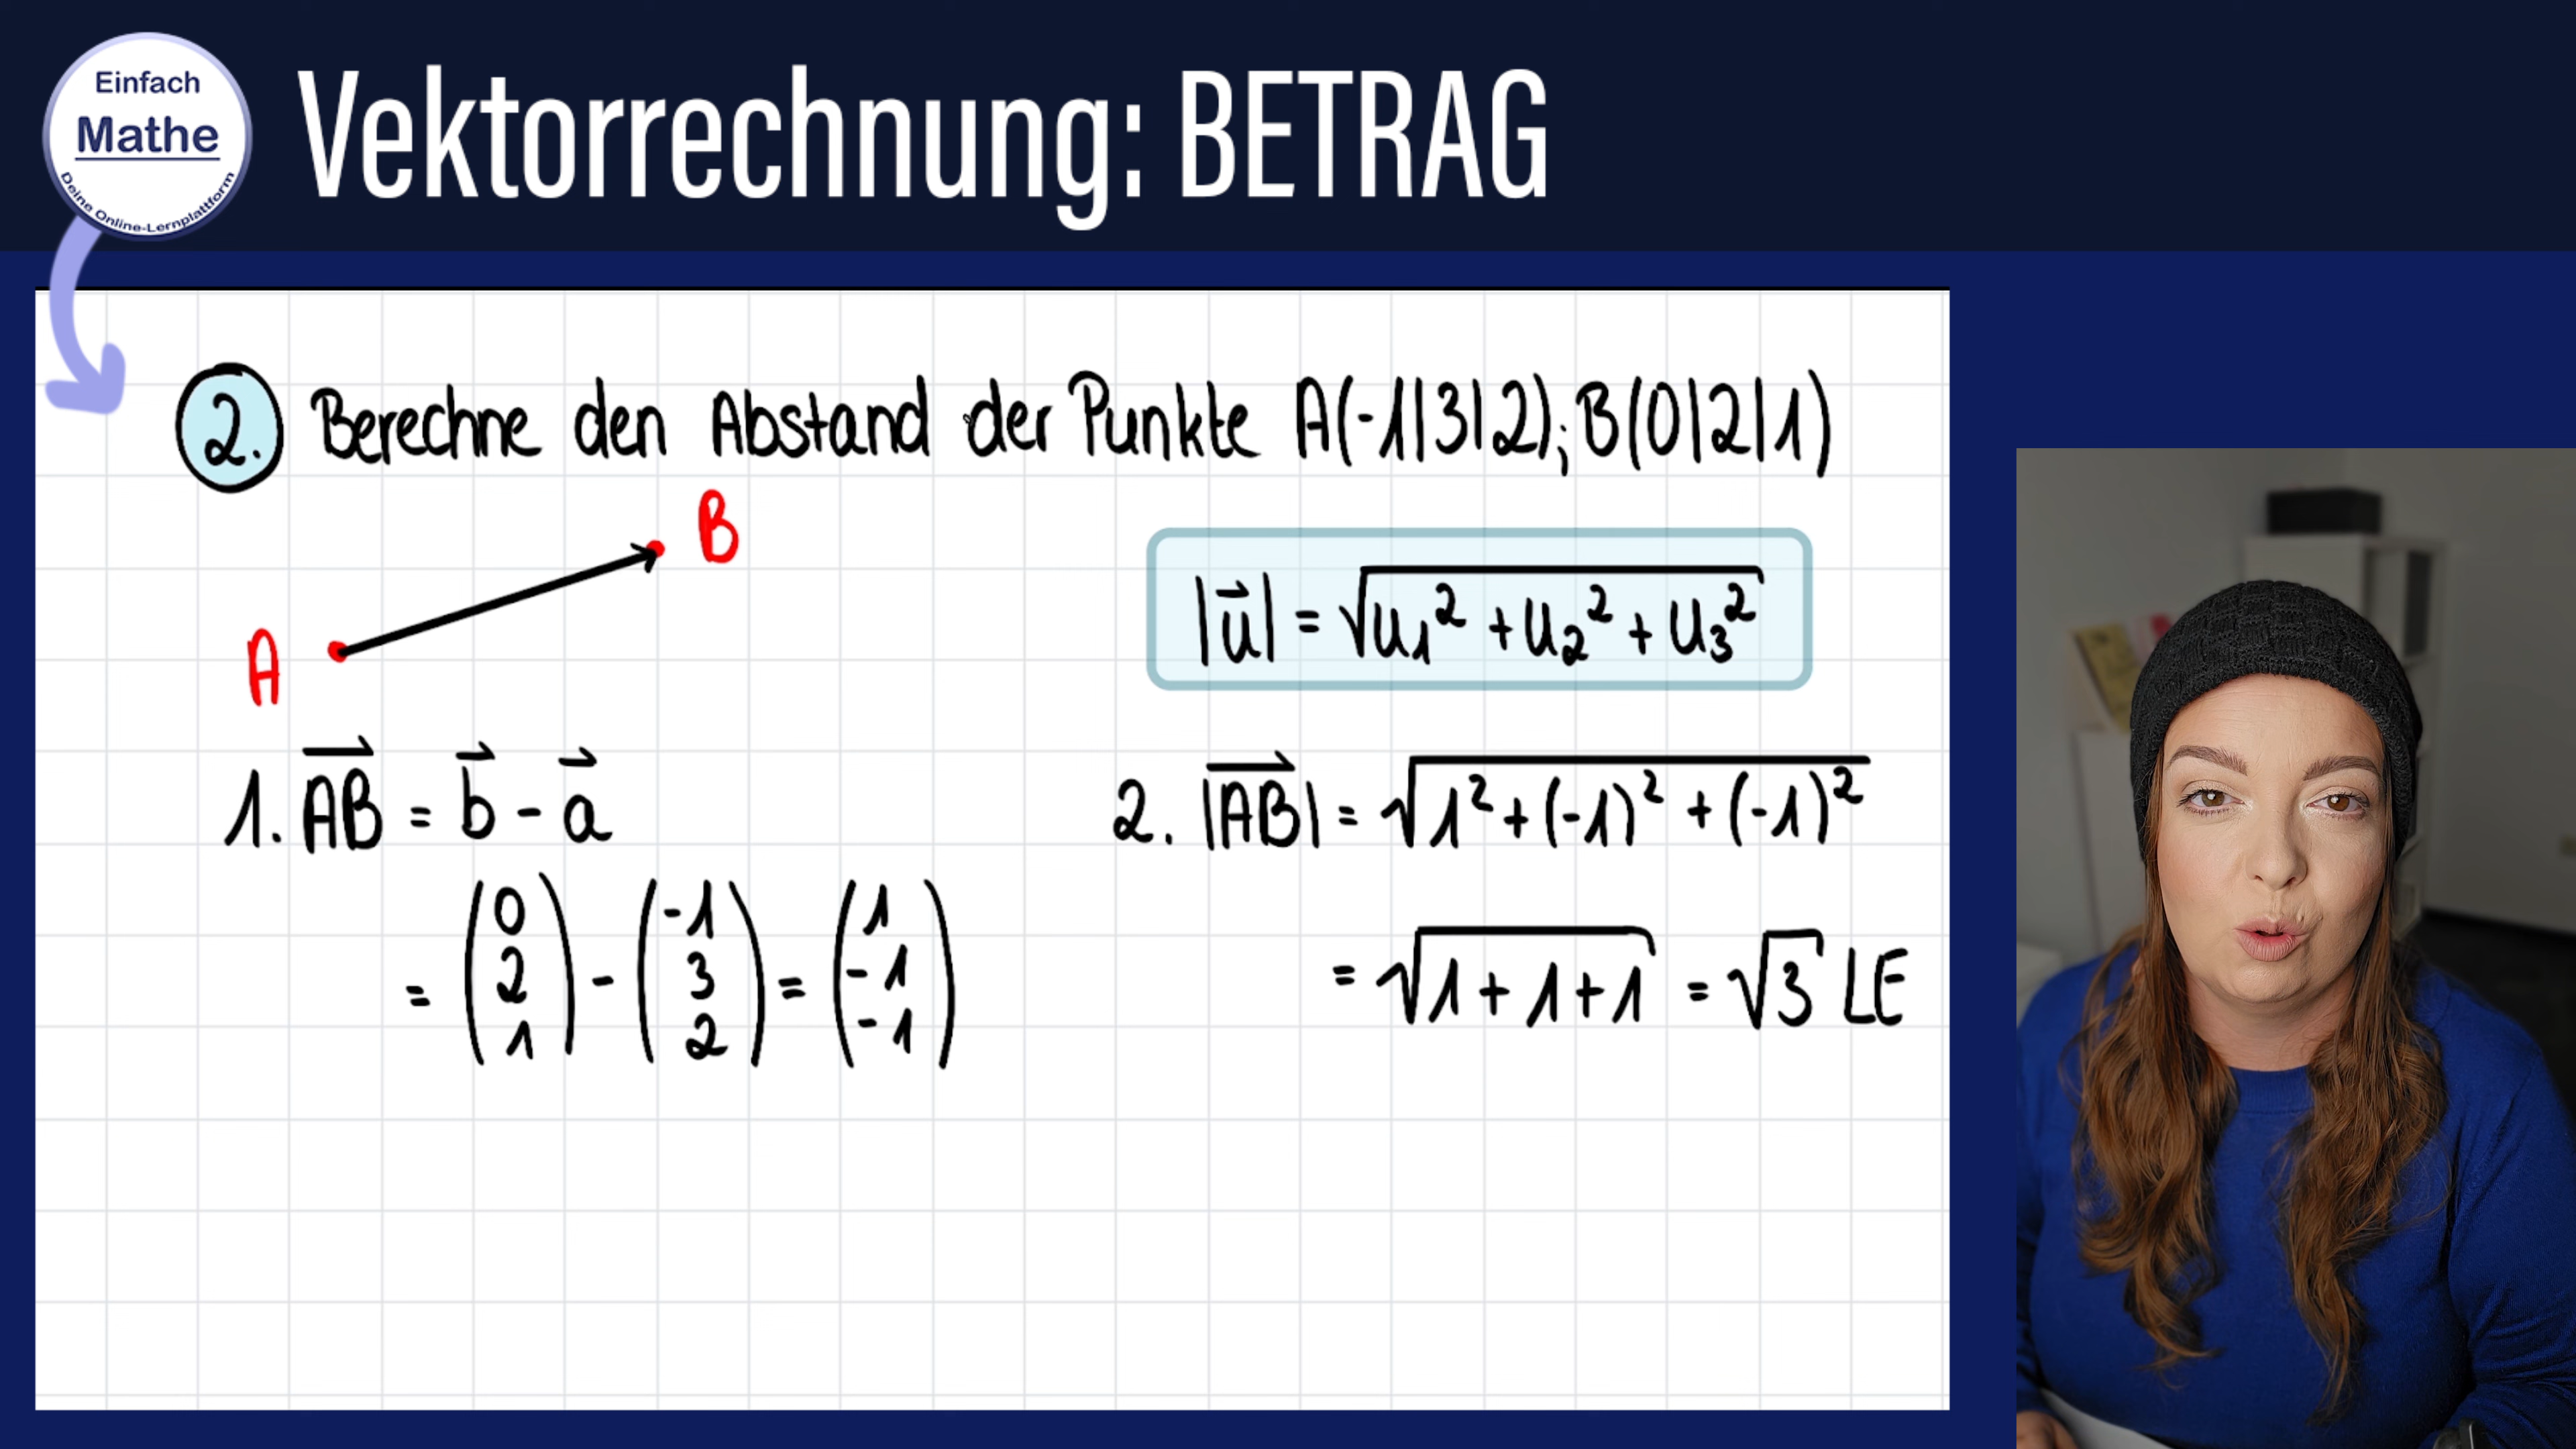 Einfach
Mathe
Deine Online-Lernplattform
Vektorrechnung: BETRAG
2. Berechne den Abstand der Punkte A(-1|3|2); B(0|2|1)
B
A
|u⃗| = √(u₁² + u₂² + u₃²)
1. A͞B⃗ = b⃗ - a⃗
2. |A͞B⃗| = √(1² + (-1)² + (-1)²)
= (0 2 1) - (-1 3 2) = (1 -1 -1)
= √(1 + 1 + 1) = √3 LE